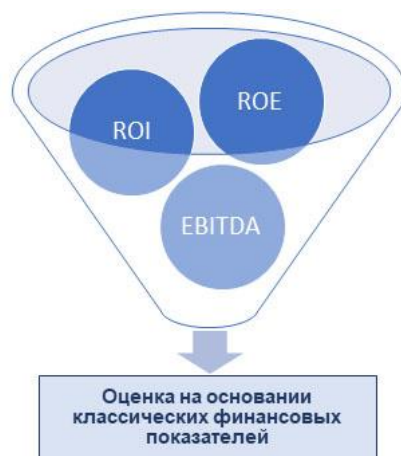 ROE
ROI
EBITDA
Оценка на основании
классических финансовых
показателей